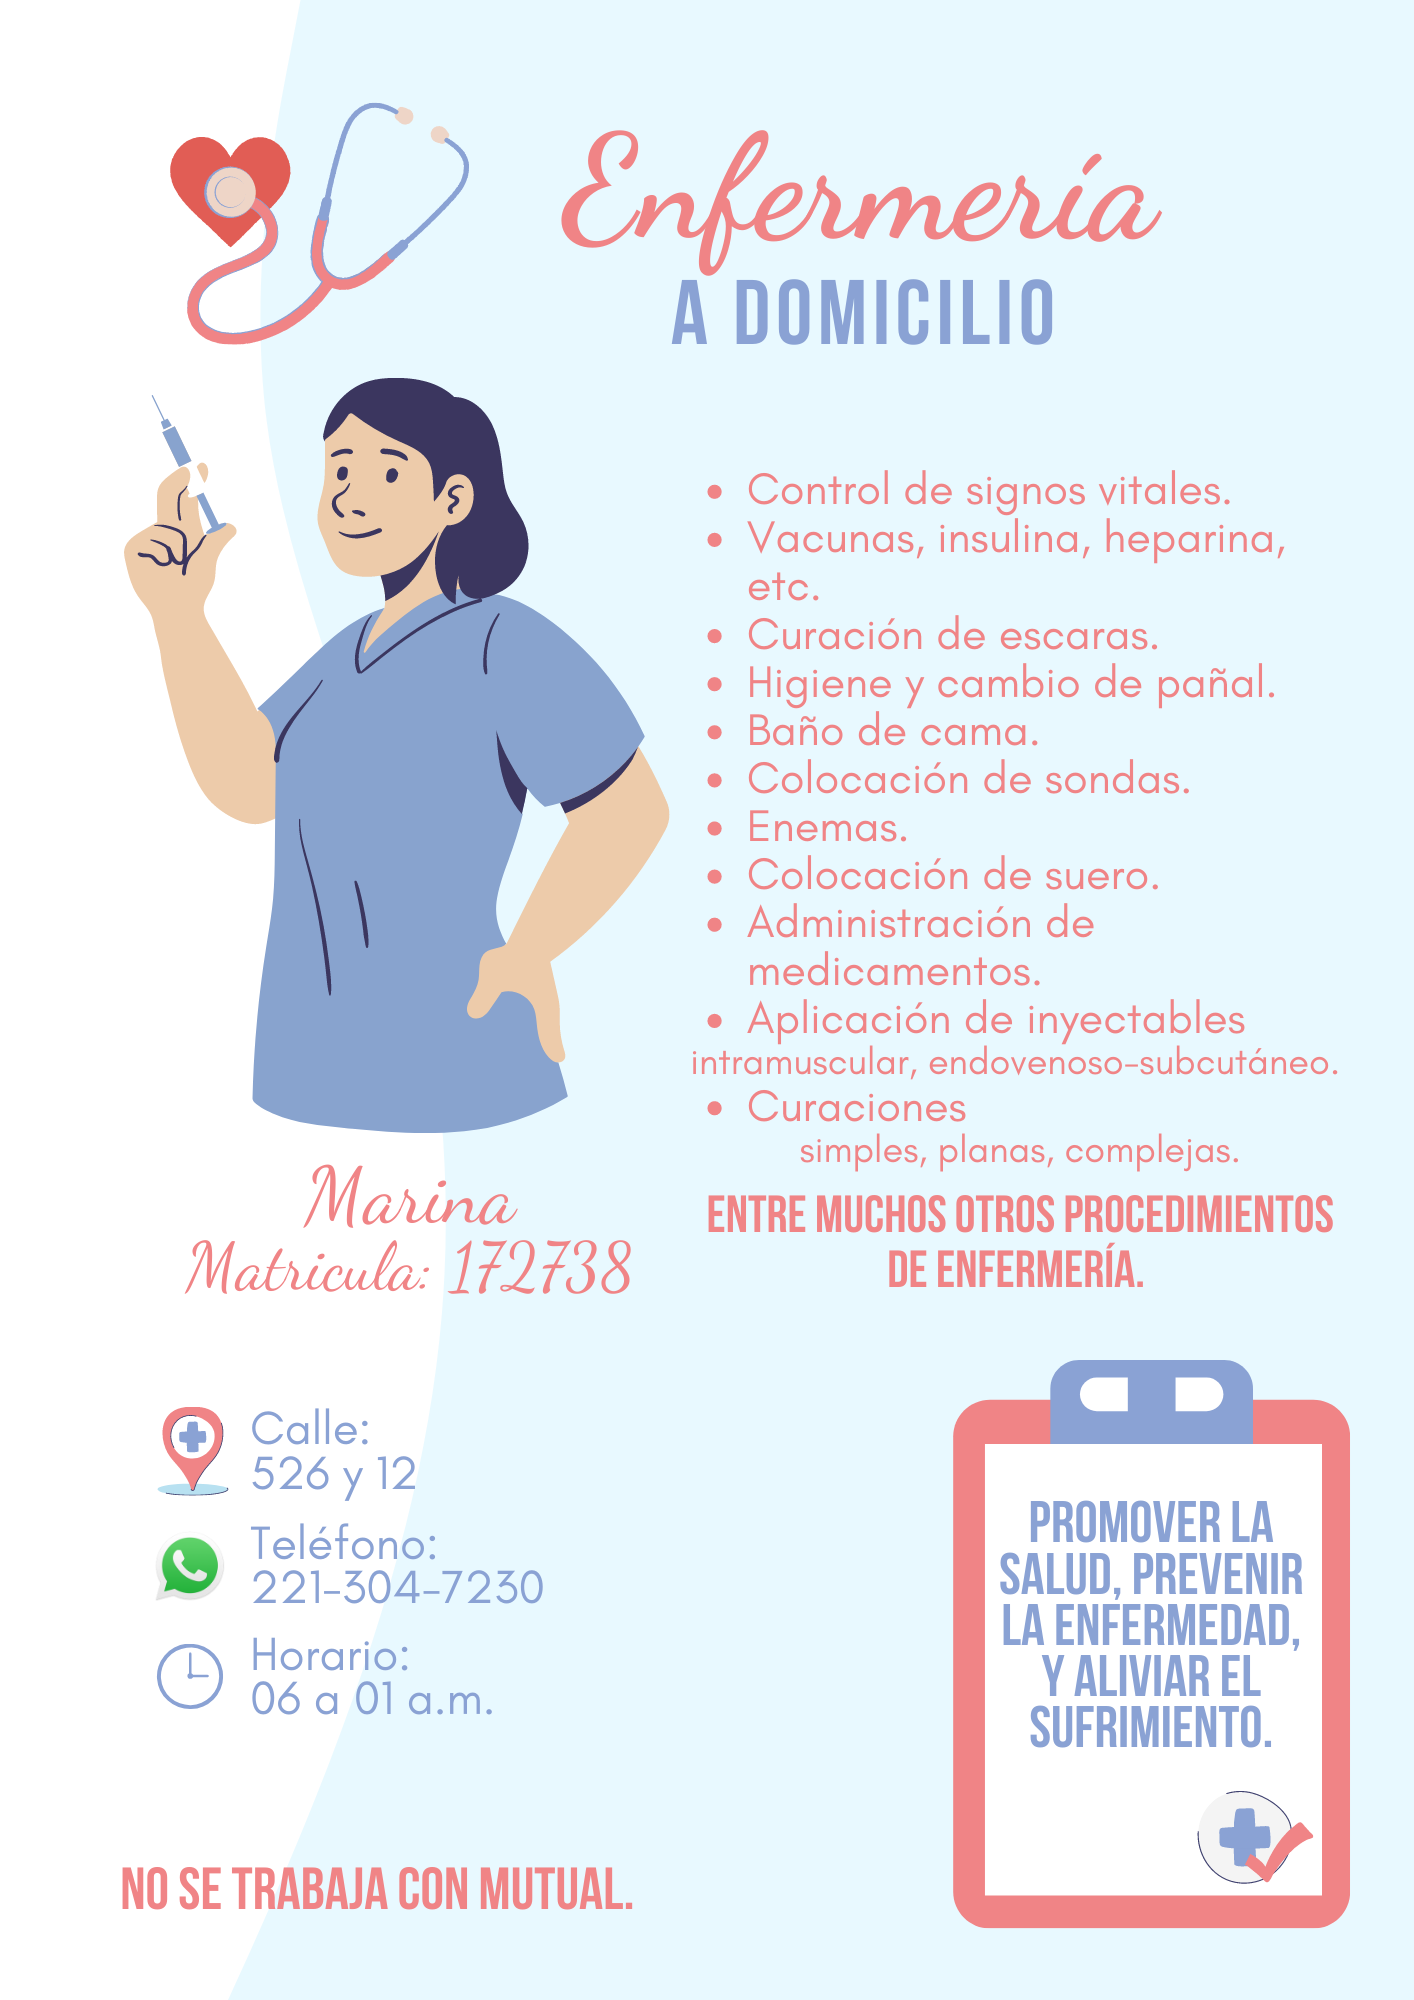 Enfermería
A DOMICILIO
• Control de signos vitales.
• Vacunas, insulina, heparina,
etc.
• Curación de escaras.
• Higiene y cambio de pañal.
• Baño de cama.
• Colocación de sondas.
• Enemas.
• Colocación de suero.
• Administración de
medicamentos.
• Aplicación de inyectables
intramuscular, endovenoso-subcutáneo.
• Curaciones
simples, planas, complejas.
ENTRE MUCHOS OTROS PROCEDIMIENTOS
DE ENFERMERÍA.
Marina
Matricula: 172738
Calle:
526 y 12
Teléfono:
221-304-7230
Horario:
06 a 01 a.m.
PROMOVER LA
SALUD, PREVENIR
LA ENFERMEDAD,
Y ALIVIAR EL
SUFRIMIENTO.
NO SE TRABAJA CON MUTUAL.